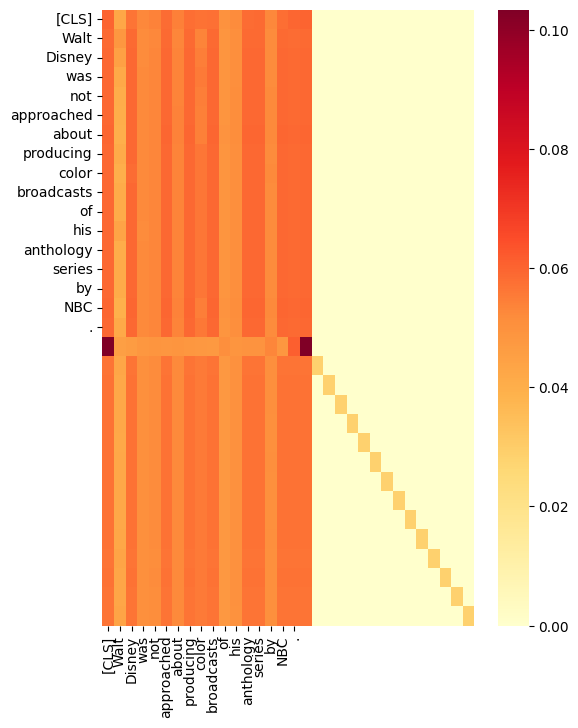 [CLS]
Walt
Disney
was
not
approached
about
producing
color
broadcasts
of
his
anthology
series
by
NBC
.
0.10
0.08
0.06
0.04
0.02
0.00
[CLS]
Walt
Disney
was
not
approached
about
producing
color
broadcasts
of
his
anthology
series
by
NBC
.